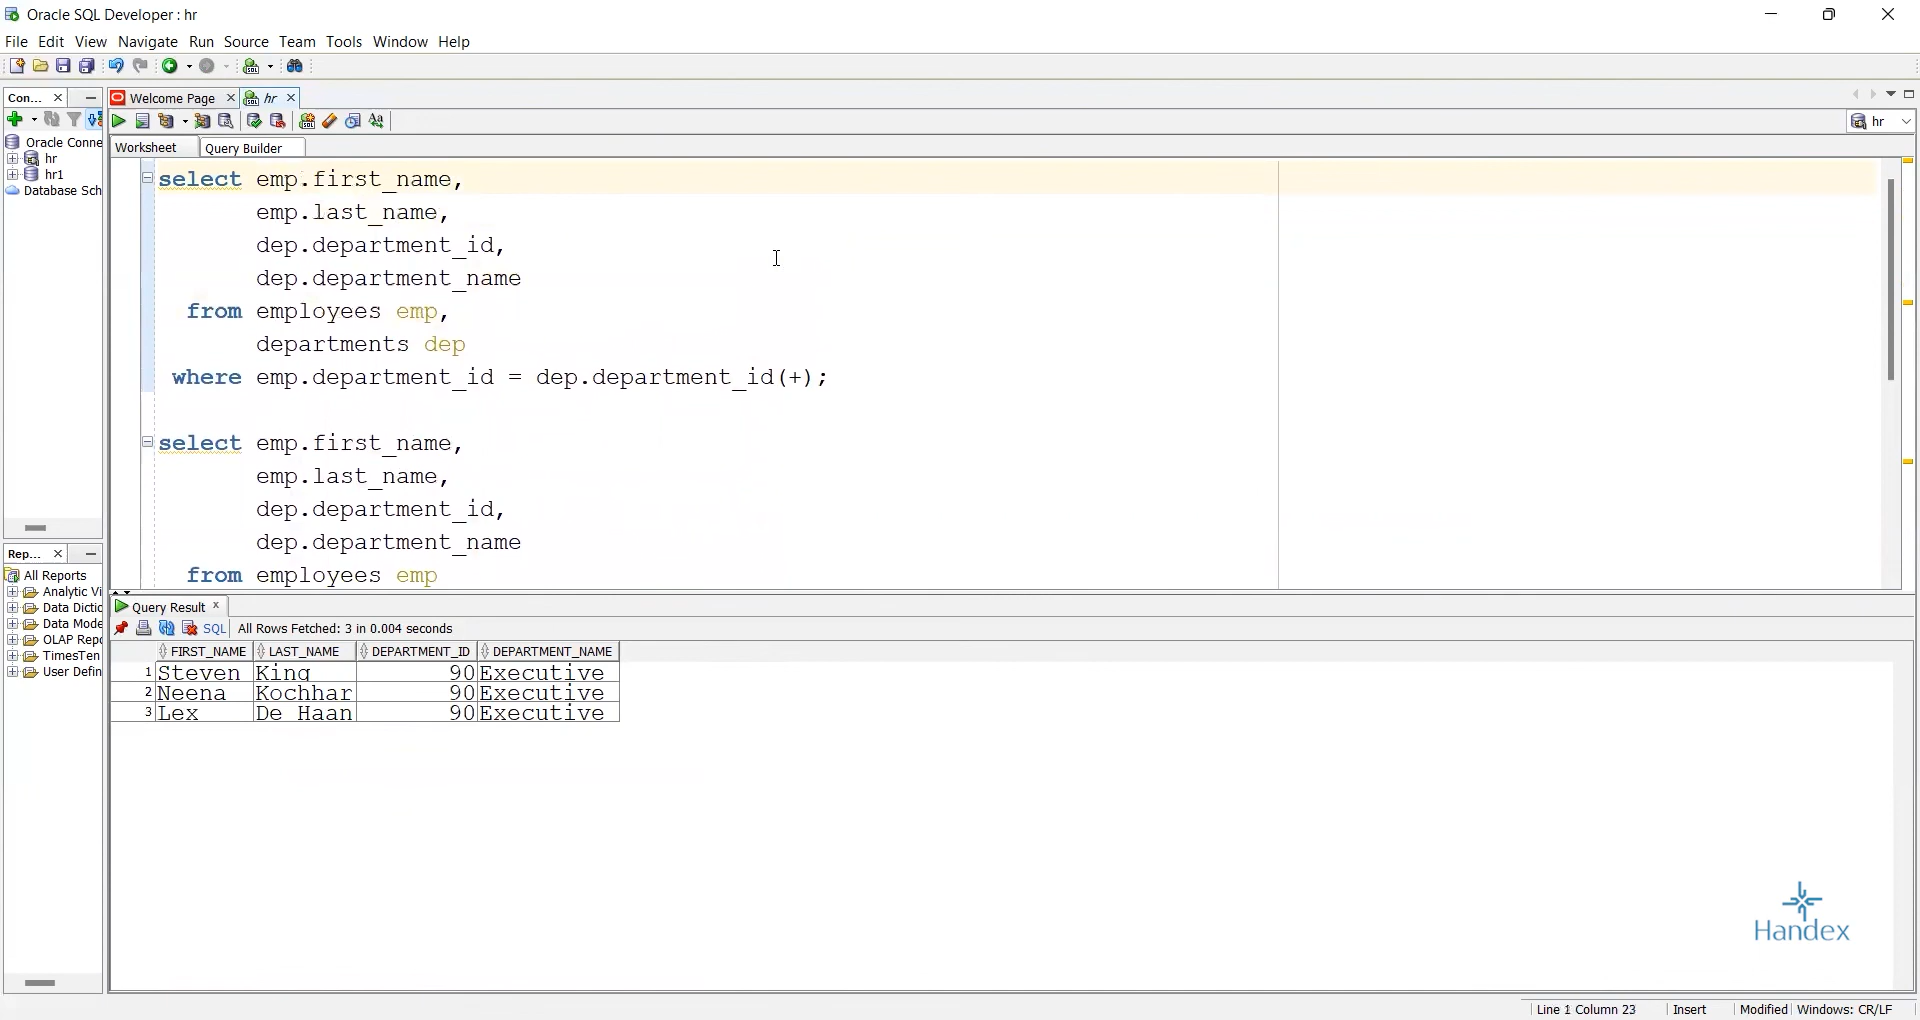 Oracle SQL Developer : hr
File Edit View Navigate Run Source Team Tools Window Help
Con...
Welcome Page
hr
hr
Oracle Conne
hr
hr1
Database Sch
Worksheet
Query Builder
select emp.first_name,
emp.last_name,
dep.department_id,
dep.department_name
from employees emp,
departments dep
where emp.department_id = dep.department_id(+);
select emp.first_name,
emp.last_name,
dep.department_id,
dep.department_name
from employees emp
Rep...
All Reports
Analytic Vi
Data Dictio
Data Mode
OLAP Repo
TimesTen
User Defin
Query Result
SQL
All Rows Fetched: 3 in 0.004 seconds
FIRST_NAME LAST_NAME DEPARTMENT_ID DEPARTMENT_NAME
1 Steven King 90 Executive
2 Neena Kochhar 90 Executive
3 Lex De Haan 90 Executive
Handex
Line 1 Column 23
Insert
Modified
Windows: CR/LF